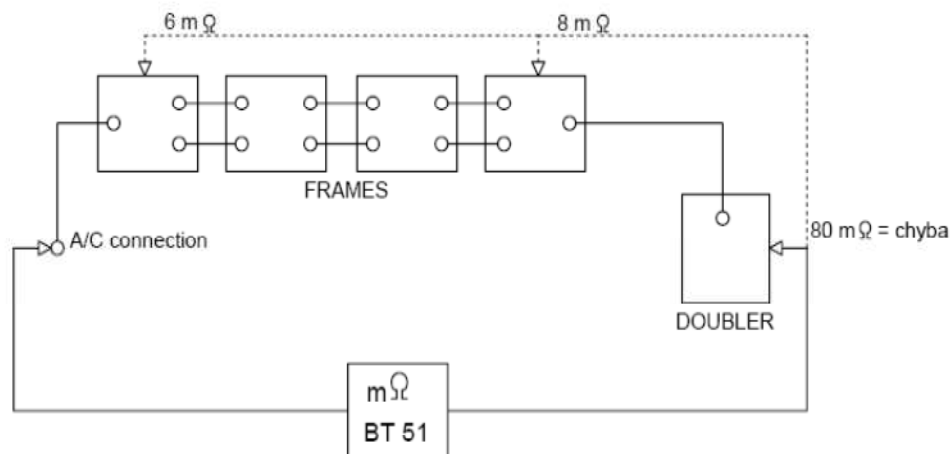 6 mΩ
8 mΩ
FRAMES
A/C connection
80 mΩ = chyba
DOUBLER
mΩ
BT 51